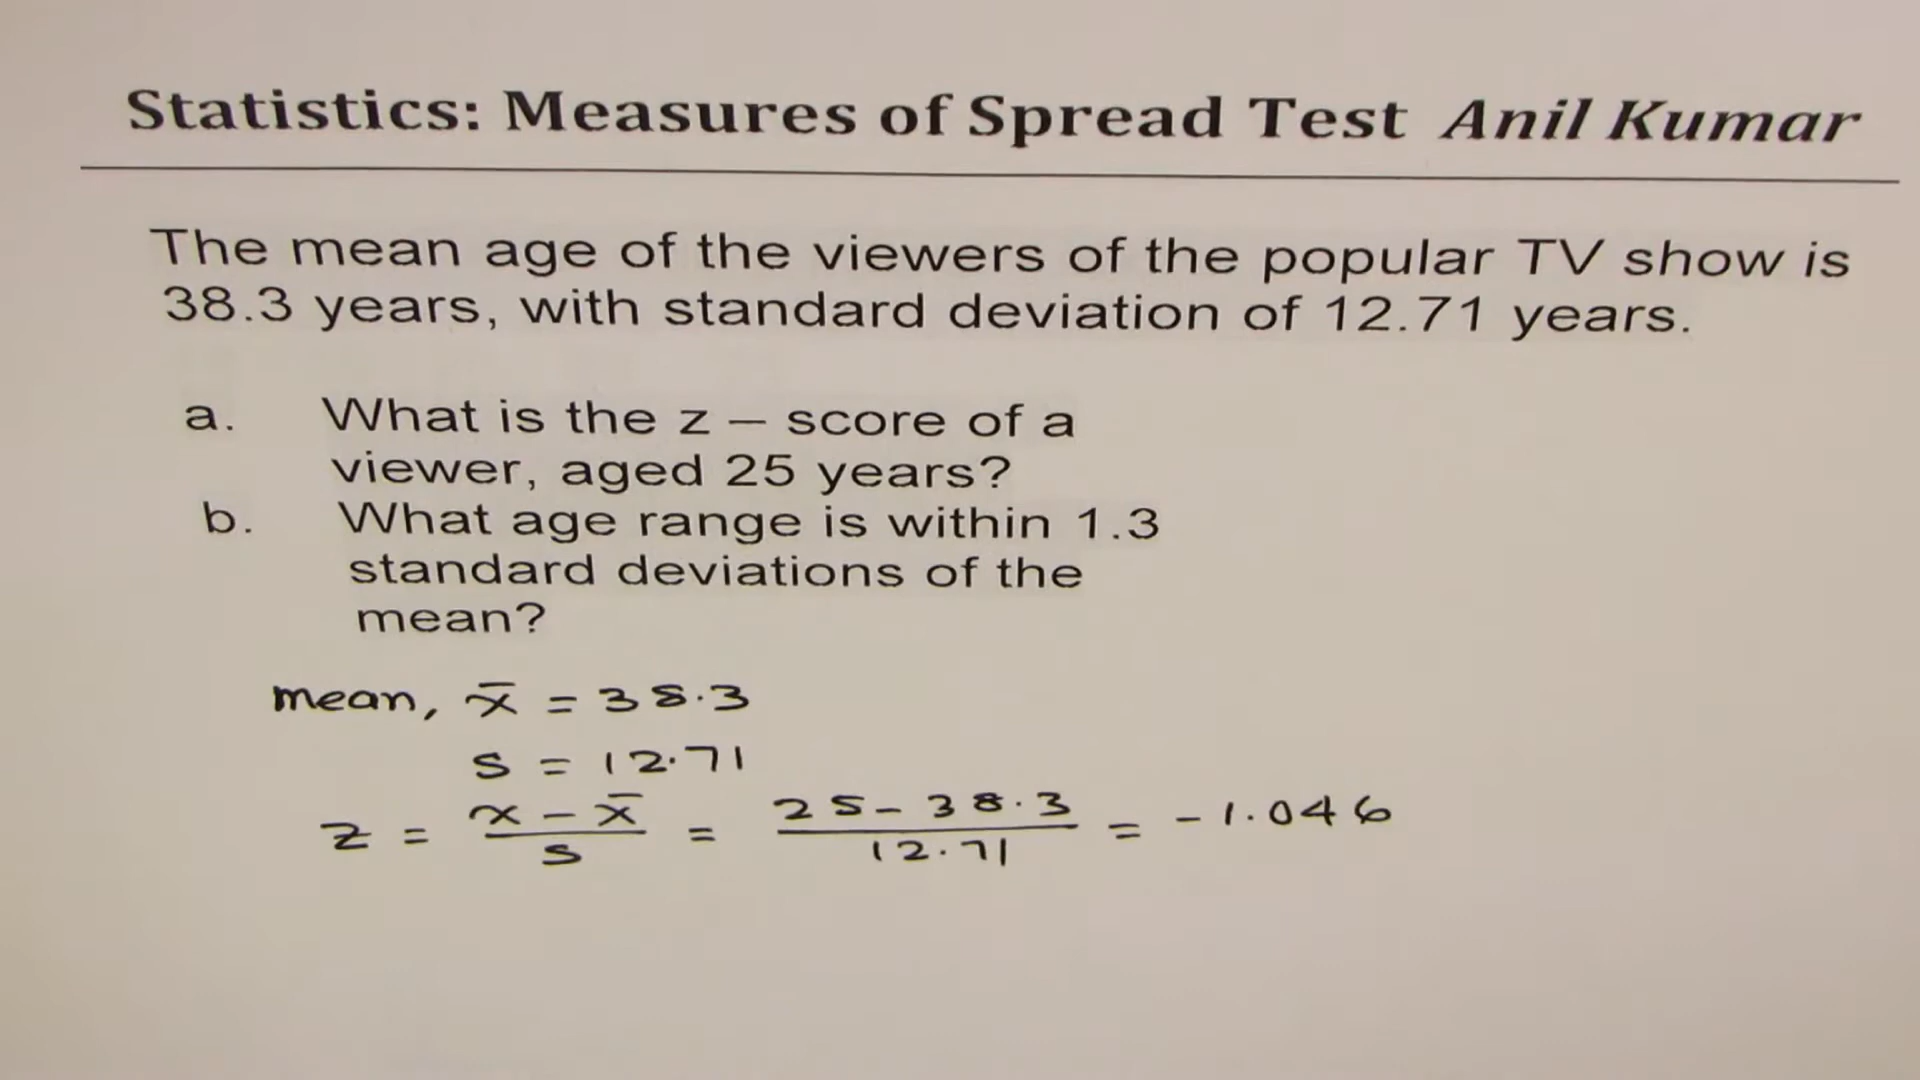 Statistics: Measures of Spread Test Anil Kumar
The mean age of the viewers of the popular TV show is
38.3 years, with standard deviation of 12.71 years.
a. What is the z – score of a
viewer, aged 25 years?
b. What age range is within 1.3
standard deviations of the
mean?
mean, x̄ = 38.3
s = 12.71
z = (x - x̄)/s = (25 - 38.3)/12.71 = -1.046